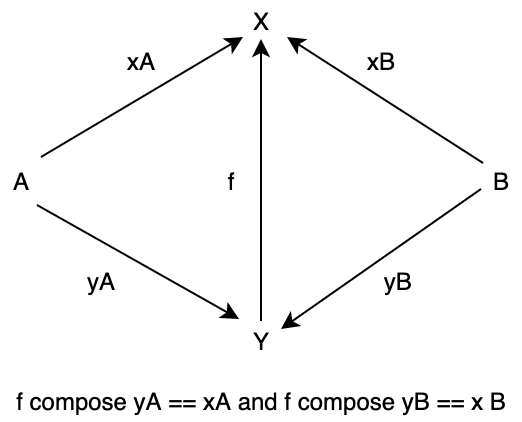 X
xA
xB
A
f
B
yA
yB
Y
f compose yA == xA and f compose yB == x B